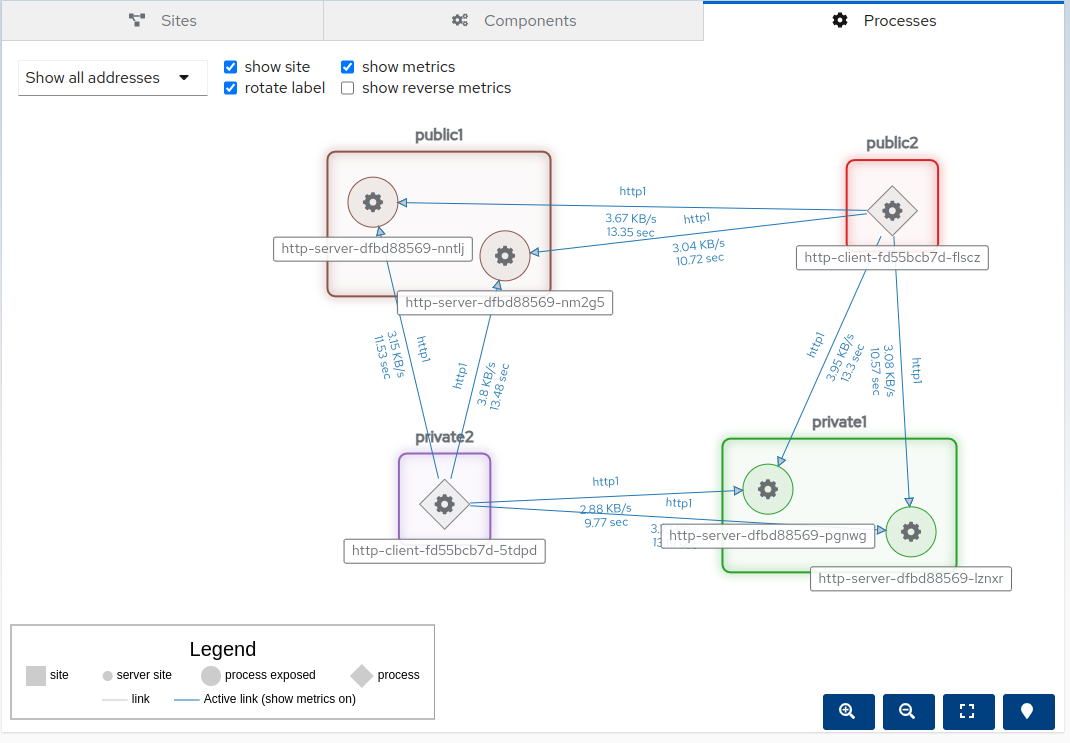 Sites
Components
Processes
Show all addresses
show site
show metrics
rotate label
show reverse metrics
public1
public2
http1
3.67 KB/s
13.35 sec
http1
3.04 KB/s
10.72 sec
http-server-dfbd88569-nntlj
http-client-fd55bcb7d-flscz
http-server-dfbd88569-nm2g5
http1
3.15 KB/s
11.53 sec
http1
3.8 KB/s
13.48 sec
http1
3.95 KB/s
13.3 sec
http1
3.08 KB/s
10.57 sec
private2
private1
http1
2.88 KB/s
9.77 sec
http1
http-server-dfbd88569-pgnwg
http-client-fd55bcb7d-5tdpd
http-server-dfbd88569-lznxr
Legend
site
server site
process exposed
process
link
Active link (show metrics on)